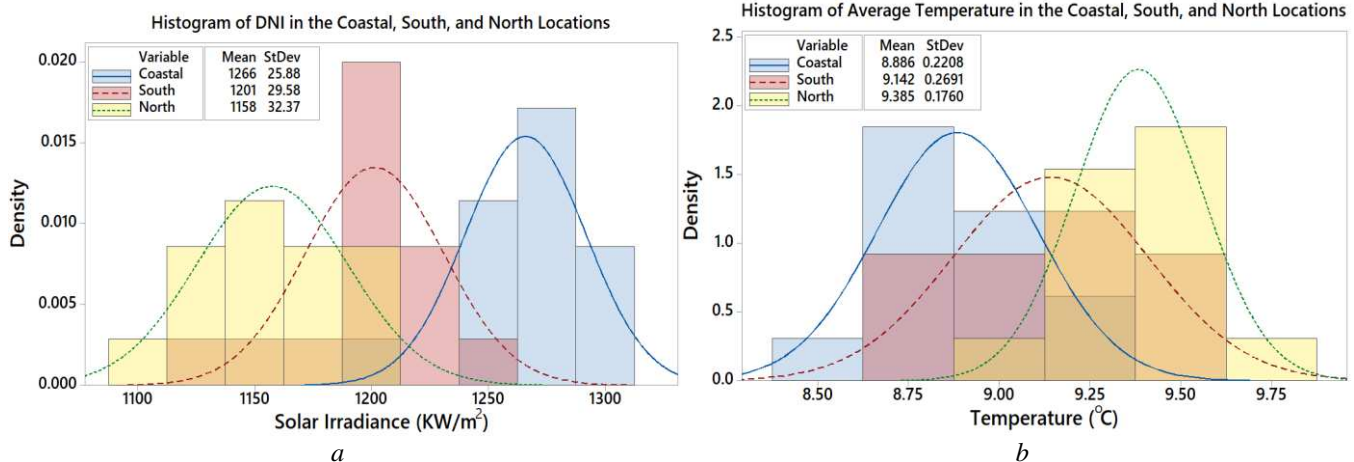 Histogram of DNI in the Coastal, South, and North Locations
Variable Mean StDev
Coastal 1266 25.88
South 1201 29.58
North 1158 32.37
0.020
0.015
0.010
0.005
0.000
Density
1100 1150 1200 1250 1300
Solar Irradiance (KW/m²)
a
Histogram of Average Temperature in the Coastal, South, and North Locations
Variable Mean StDev
Coastal 8.886 0.2208
South 9.142 0.2691
North 9.385 0.1760
2.5
2.0
1.5
1.0
0.5
0.0
Density
8.50 8.75 9.00 9.25 9.50 9.75
Temperature (°C)
b